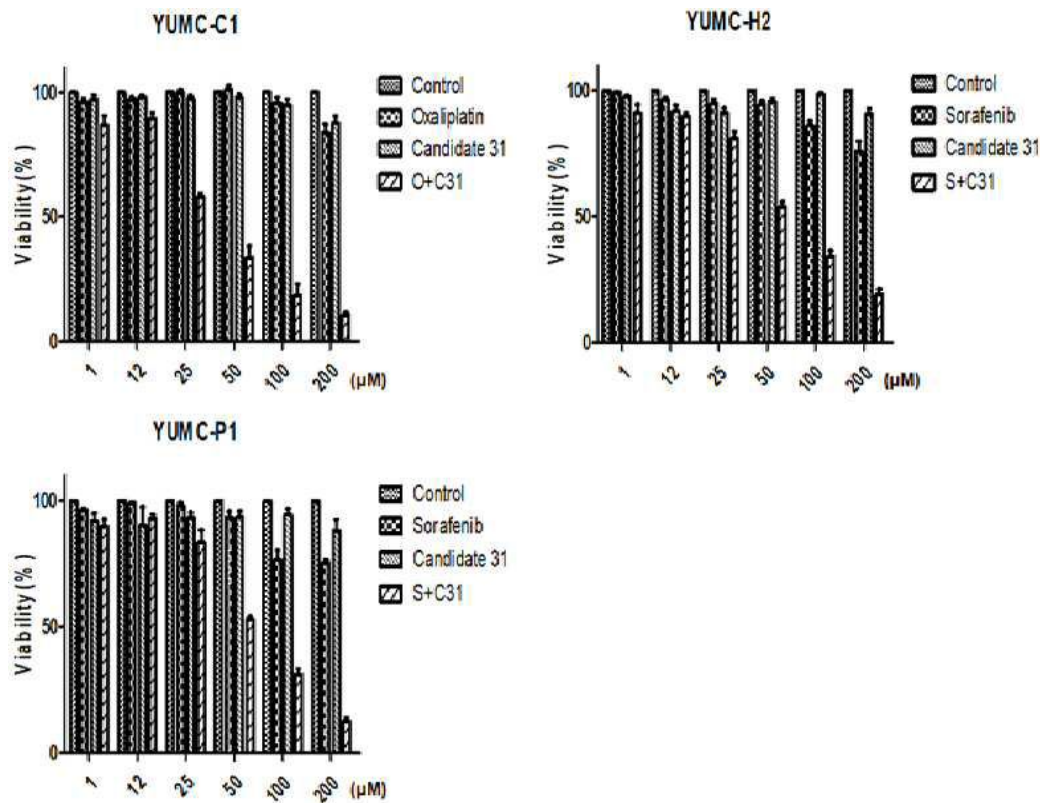 YUMC-C1
Viability (%)
100
50
0
1 12 25 50 100 200 (µM)
Control
Oxaliplatin
Candidate 31
O+C31
YUMC-H2
Viability (%)
100
50
0
1 12 25 50 100 200 (µM)
Control
Sorafenib
Candidate 31
S+C31
YUMC-P1
Viability (%)
100
50
0
1 12 25 50 100 200 (µM)
Control
Sorafenib
Candidate 31
S+C31